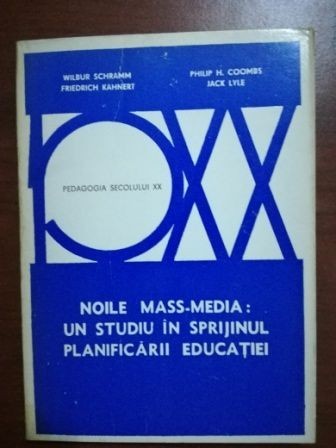 WILBUR SCHRAMM
FRIEDRICH KAHNERT
PHILIP H. COOMBS
JACK LYLE
PXX
PEDAGOGIA SECOLULUI XX
NOILE MASS-MEDIA:
UN STUDIU ÎN SPRIJINUL
PLANIFICĂRII EDUCAȚIEI